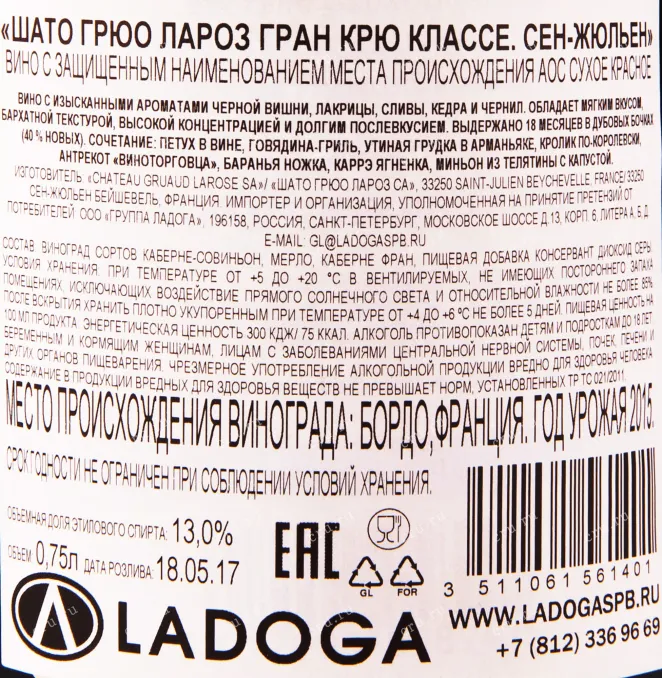 «ШАТО ГРЮО ЛАРОЗ ГРАН КРЮ КЛАССЕ. СЕН-ЖЮЛЬЕН»
ВИНО С ЗАЩИЩЕННЫМ НАИМЕНОВАНИЕМ МЕСТА ПРОИСХОЖДЕНИЯ АОС СУХОЕ КРАСНОЕ
ВИНО С ИЗЫСКАННЫМИ АРОМАТАМИ ЧЕРНОЙ ВИШНИ, ЛАКРИЦЫ, СЛИВЫ, КЕДРА И ЧЕРНИЛ. ОБЛАДАЕТ МЯГКИМ ВКУСОМ,
БАРХАТНОЙ ТЕКСТУРОЙ, ВЫСОКОЙ КОНЦЕНТРАЦИЕЙ И ДОЛГИМ ПОСЛЕВКУСИЕМ. ВЫДЕРЖАНО 18 МЕСЯЦЕВ В ДУБОВЫХ БОЧКАХ
(40 % НОВЫХ). СОЧЕТАНИЕ: ПЕТУХ В ВИНЕ, ГОВЯДИНА-ГРИЛЬ, УТИНАЯ ГРУДКА В АРМАНЬЯКЕ, КРОЛИК ПО-КОРОЛЕВСКИ,
АНТРЕКОТ «ВИНОТОРГОВЦА», БАРАНЬЯ НОЖКА, КАРРЭ ЯГНЕНКА, МИНЬОН ИЗ ТЕЛЯТИНЫ С КАПУСТОЙ.
ИЗГОТОВИТЕЛЬ «CHATEAU GRUAUD LAROSE SA»/ «ШАТО ГРЮО ЛАРОЗ СА», 33250 SAINT-JULIEN BEYCHEVELLE, FRANCE/ 33250
СЕН-ЖЮЛЬЕН БЕЙШЕВЕЛЬ, ФРАНЦИЯ. ИМПОРТЕР И ОРГАНИЗАЦИЯ, УПОЛНОМОЧЕННАЯ НА ПРИНЯТИЕ ПРЕТЕНЗИЙ ОТ
ПОТРЕБИТЕЛЕЙ ООО «ГРУППА ЛАДОГА», 196158, РОССИЯ, САНКТ-ПЕТЕРБУРГ, МОСКОВСКОЕ ШОССЕ Д.13, КОРП. 6, ЛИТЕРА А, Б, Д.
E-MAIL: GL@LADOGASPB.RU
СОСТАВ: ВИНОГРАД СОРТОВ КАБЕРНЕ-СОВИНЬОН, МЕРЛО, КАБЕРНЕ ФРАН, ПИЩЕВАЯ ДОБАВКА КОНСЕРВАНТ ДИОКСИД СЕРЫ.
УСЛОВИЯ ХРАНЕНИЯ: ПРИ ТЕМПЕРАТУРЕ ОТ +5 ДО +20 °С В ВЕНТИЛИРУЕМЫХ, НЕ ИМЕЮЩИХ ПОСТОРОННЕГО ЗАПАХА
ПОМЕЩЕНИЯХ, ИСКЛЮЧАЮЩИХ ВОЗДЕЙСТВИЕ ПРЯМОГО СОЛНЕЧНОГО СВЕТА И ОТНОСИТЕЛЬНОЙ ВЛАЖНОСТИ НЕ БОЛЕЕ 85%.
ПОСЛЕ ВСКРЫТИЯ ХРАНИТЬ ПЛОТНО УКУПОРЕННЫМ ПРИ ТЕМПЕРАТУРЕ ОТ +4 ДО +6 ºС НЕ БОЛЕЕ 5 ДНЕЙ. ПИЩЕВАЯ ЦЕННОСТЬ НА
100 МЛ ПРОДУКТА: ЭНЕРГЕТИЧЕСКАЯ ЦЕННОСТЬ 300 КДЖ/ 75 ККАЛ. АЛКОГОЛЬ ПРОТИВОПОКАЗАН ДЕТЯМ И ПОДРОСТКАМ ДО 18 ЛЕТ,
БЕРЕМЕННЫМ И КОРМЯЩИМ ЖЕНЩИНАМ, ЛИЦАМ С ЗАБОЛЕВАНИЯМИ ЦЕНТРАЛЬНОЙ НЕРВНОЙ СИСТЕМЫ, ПОЧЕК, ПЕЧЕНИ И
ДРУГИХ ОРГАНОВ ПИЩЕВАРЕНИЯ. ЧРЕЗМЕРНОЕ УПОТРЕБЛЕНИЕ АЛКОГОЛЬНОЙ ПРОДУКЦИИ ВРЕДНО ДЛЯ ЗДОРОВЬЯ ЧЕЛОВЕКА.
СОДЕРЖАНИЕ В ПРОДУКЦИИ ВРЕДНЫХ ДЛЯ ЗДОРОВЬЯ ВЕЩЕСТВ НЕ ПРЕВЫШАЕТ НОРМ, УСТАНОВЛЕННЫХ ТР ТС 021/2011.
МЕСТО ПРОИСХОЖДЕНИЯ ВИНОГРАДА: БОРДО, ФРАНЦИЯ. ГОД УРОЖАЯ 2015.
СРОК ГОДНОСТИ НЕ ОГРАНИЧЕН ПРИ СОБЛЮДЕНИИ УСЛОВИЙ ХРАНЕНИЯ.
ОБЪЕМНАЯ ДОЛЯ ЭТИЛОВОГО СПИРТА: 13,0%
ОБЪЕМ: 0,75л ДАТА РОЗЛИВА: 18.05.17
EAC
GL FOR
3 511061 561401
LADOGA
WWW.LADOGASPB.RU
+7 (812) 336 96 69